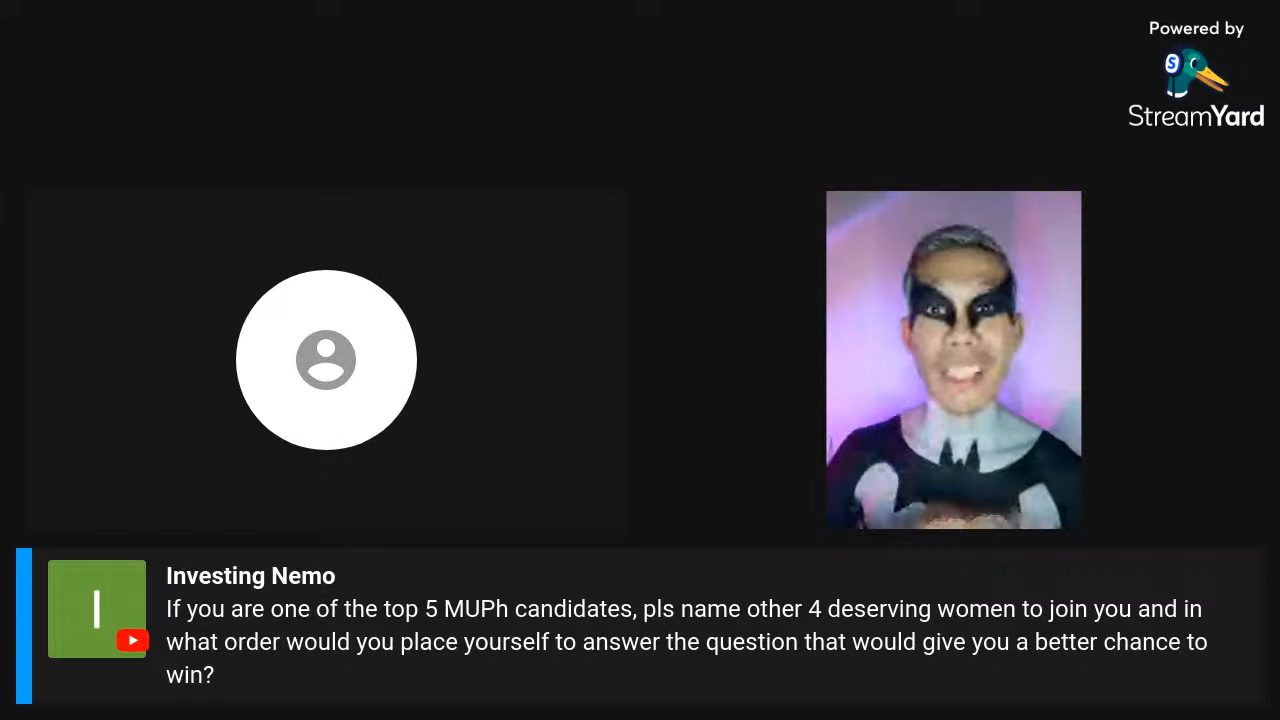 Powered by
S
StreamYard
I
Investing Nemo
If you are one of the top 5 MUPh candidates, pls name other 4 deserving women to join you and in
what order would you place yourself to answer the question that would give you a better chance to
win?